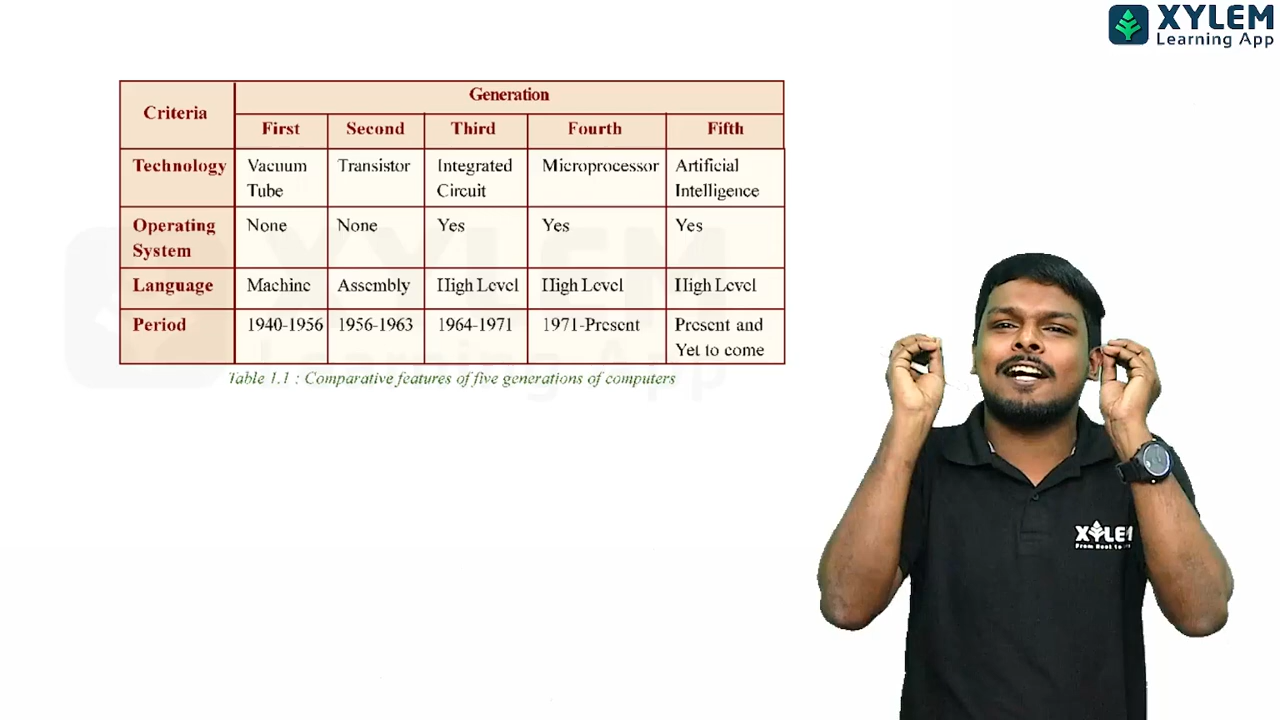 XYLEM
Learning App
Criteria
Generation
First Second Third Fourth Fifth
Technology Vacuum Tube Transistor Integrated Circuit Microprocessor Artificial Intelligence
Operating System None None Yes Yes Yes
Language Machine Assembly High Level High Level High Level
Period 1940-1956 1956-1963 1964-1971 1971-Present Present and Yet to come
Table 1.1 : Comparative features of five generations of computers
XYLEM
Learning App
XYLEM